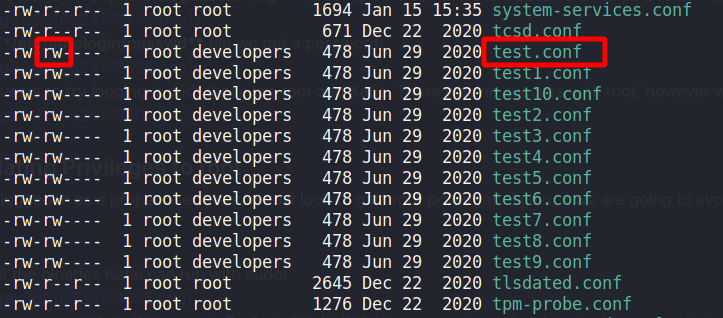 -rw-r--r-- 1 root root 1694 Jan 15 15:35 system-services.conf
-rw-r--r-- 1 root root 671 Dec 22 2020 tcsd.conf
-rw-rw---- 1 root developers 478 Jun 29 2020 test.conf
-rw-rw---- 1 root developers 478 Jun 29 2020 test1.conf
-rw-rw---- 1 root developers 478 Jun 29 2020 test10.conf
-rw-rw---- 1 root developers 478 Jun 29 2020 test2.conf
-rw-rw---- 1 root developers 478 Jun 29 2020 test3.conf
-rw-rw---- 1 root developers 478 Jun 29 2020 test4.conf
-rw-rw---- 1 root developers 478 Jun 29 2020 test5.conf
-rw-rw---- 1 root developers 478 Jun 29 2020 test6.conf
-rw-rw---- 1 root developers 478 Jun 29 2020 test7.conf
-rw-rw---- 1 root developers 478 Jun 29 2020 test8.conf
-rw-rw---- 1 root developers 478 Jun 29 2020 test9.conf
-rw-r--r-- 1 root root 2645 Dec 22 2020 tlsdated.conf
-rw-r--r-- 1 root root 1276 Dec 22 2020 tpm-probe.conf